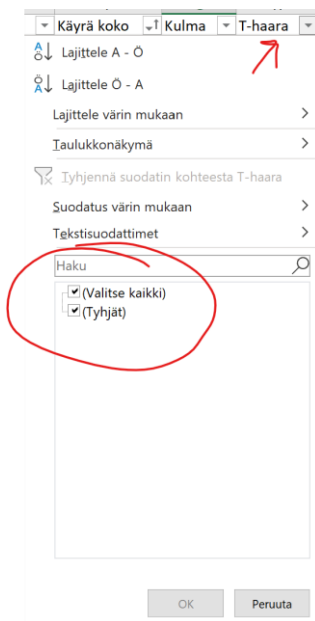 Käyrä koko Kulma T-haara
Lajittele A - Ö
Lajittele Ö - A
Lajittele värin mukaan
Taulukkonäkymä
Tyhjennä suodatin kohteesta T-haara
Suodatus värin mukaan
Tekstisuodattimet
Haku
(Valitse kaikki)
(Tyhjät)
OK Peruuta